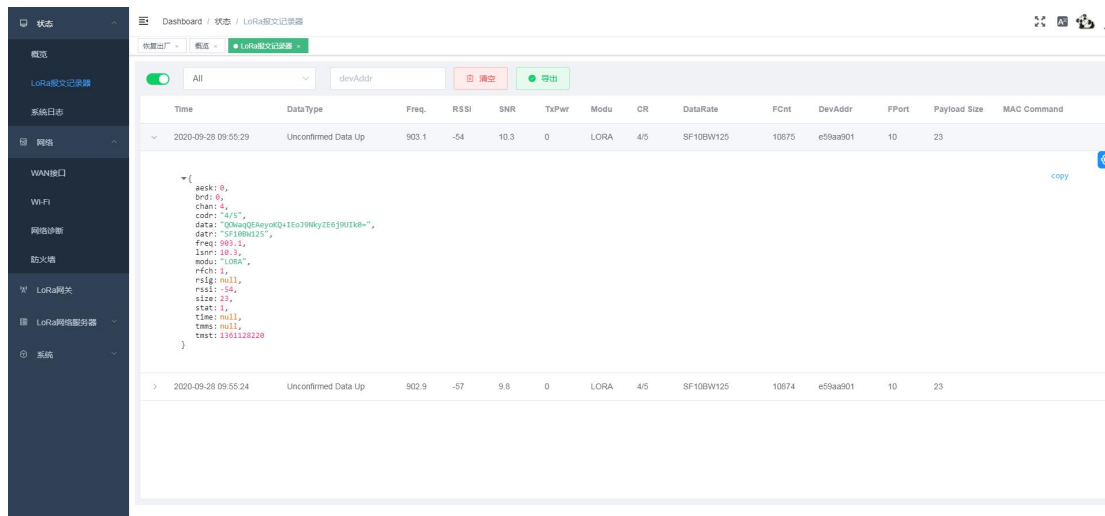 状态
Dashboard / 状态 / LoRa报文记录器
恢复出厂 ×
概览 ×
LoRa报文记录器 ×
概览
LoRa报文记录器
系统日志
网络
WAN接口
Wi-Fi
网络诊断
防火墙
LoRa网关
LoRa网络服务器
系统
All
devAddr
清空
导出
Time DataType Freq. RSSI SNR TxPwr Modu CR DataRate FCnt DevAddr FPort Payload Size MAC Command
2020-09-28 09:55:29 Unconfirmed Data Up 903.1 -54 10.3 0 LORA 4/5 SF10BW125 10875 e59aa901 10 23
copy
{
aesk: 0,
brd: 0,
chan: 4,
codr: "4/5",
data: "QOWaqQEAeyoKQ+IEoJ9NkyZE6j9UIk0=",
datr: "SF10BW125",
freq: 903.1,
lsnr: 10.3,
modu: "LORA",
rfch: 1,
rsig: null,
rssi: -54,
size: 23,
stat: 1,
time: null,
tmms: null,
tmst: 1361128220
}
2020-09-28 09:55:24 Unconfirmed Data Up 902.9 -57 9.8 0 LORA 4/5 SF10BW125 10874 e59aa901 10 23